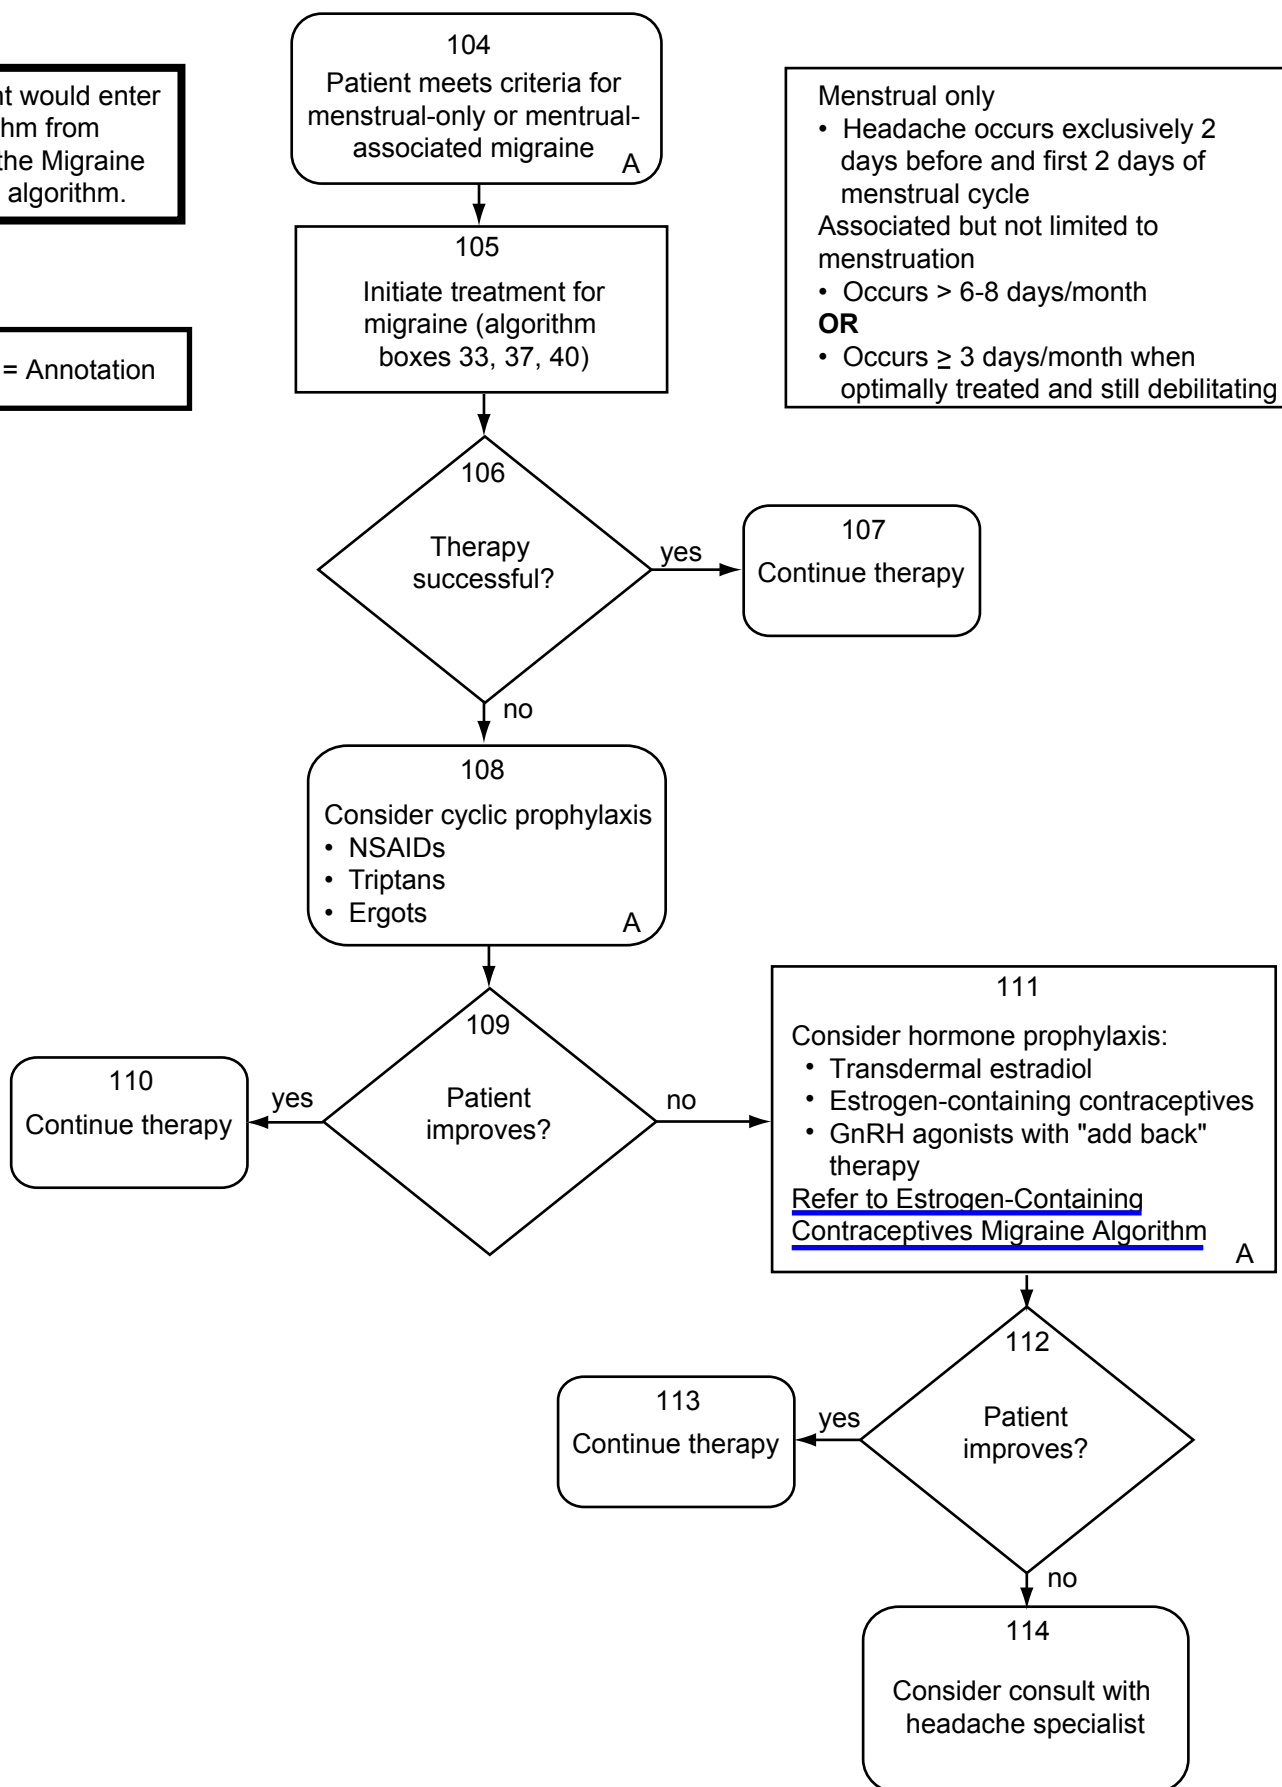 nt would enter
hm from
the Migraine
algorithm.
= Annotation
104
Patient meets criteria for
menstrual-only or mentrual-
associated migraine
A
Menstrual only
• Headache occurs exclusively 2
days before and first 2 days of
menstrual cycle
Associated but not limited to
menstruation
• Occurs > 6-8 days/month
OR
• Occurs ≥ 3 days/month when
optimally treated and still debilitating
105
Initiate treatment for
migraine (algorithm
boxes 33, 37, 40)
106
Therapy
successful?
yes
107
Continue therapy
no
108
Consider cyclic prophylaxis
• NSAIDs
• Triptans
• Ergots
A
109
Patient
improves?
yes
110
Continue therapy
no
111
Consider hormone prophylaxis:
• Transdermal estradiol
• Estrogen-containing contraceptives
• GnRH agonists with "add back"
therapy
Refer to Estrogen-Containing
Contraceptives Migraine Algorithm
A
112
Patient
improves?
yes
113
Continue therapy
no
114
Consider consult with
headache specialist